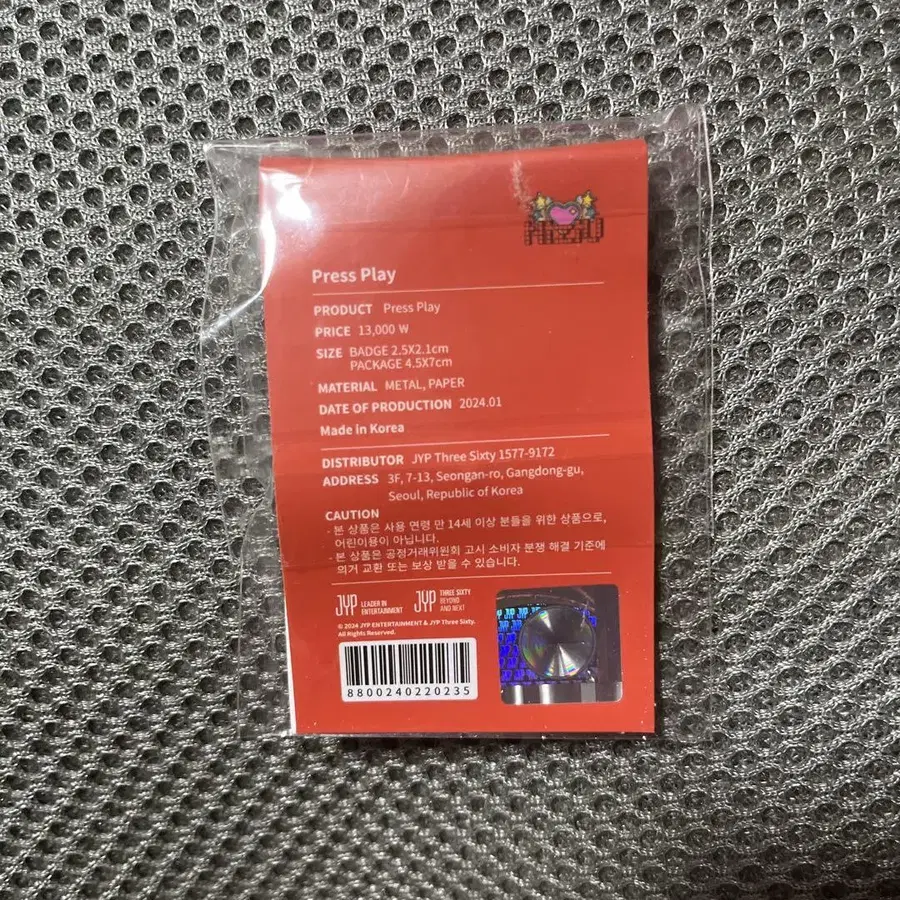 NiziU
Press Play
PRODUCT Press Play
PRICE 13,000 ₩
SIZE BADGE 2.5X2.1cm
PACKAGE 4.5X7cm
MATERIAL METAL, PAPER
DATE OF PRODUCTION 2024.01
Made in Korea
DISTRIBUTOR JYP Three Sixty 1577-9172
ADDRESS 3F, 7-13, Seongan-ro, Gangdong-gu,
Seoul, Republic of Korea
CAUTION
- 본 상품은 사용 연령 만 14세 이상 분들을 위한 상품으로,
어린이용이 아닙니다.
- 본 상품은 공정거래위원회 고시 소비자 분쟁 해결 기준에
의거 교환 또는 보상 받을 수 있습니다.
JYP LEADER IN ENTERTAINMENT JYP THREE SIXTY BEYOND AND NEXT
© 2024 JYP ENTERTAINMENT & JYP Three Sixty.
All Rights Reserved.
8800240220235